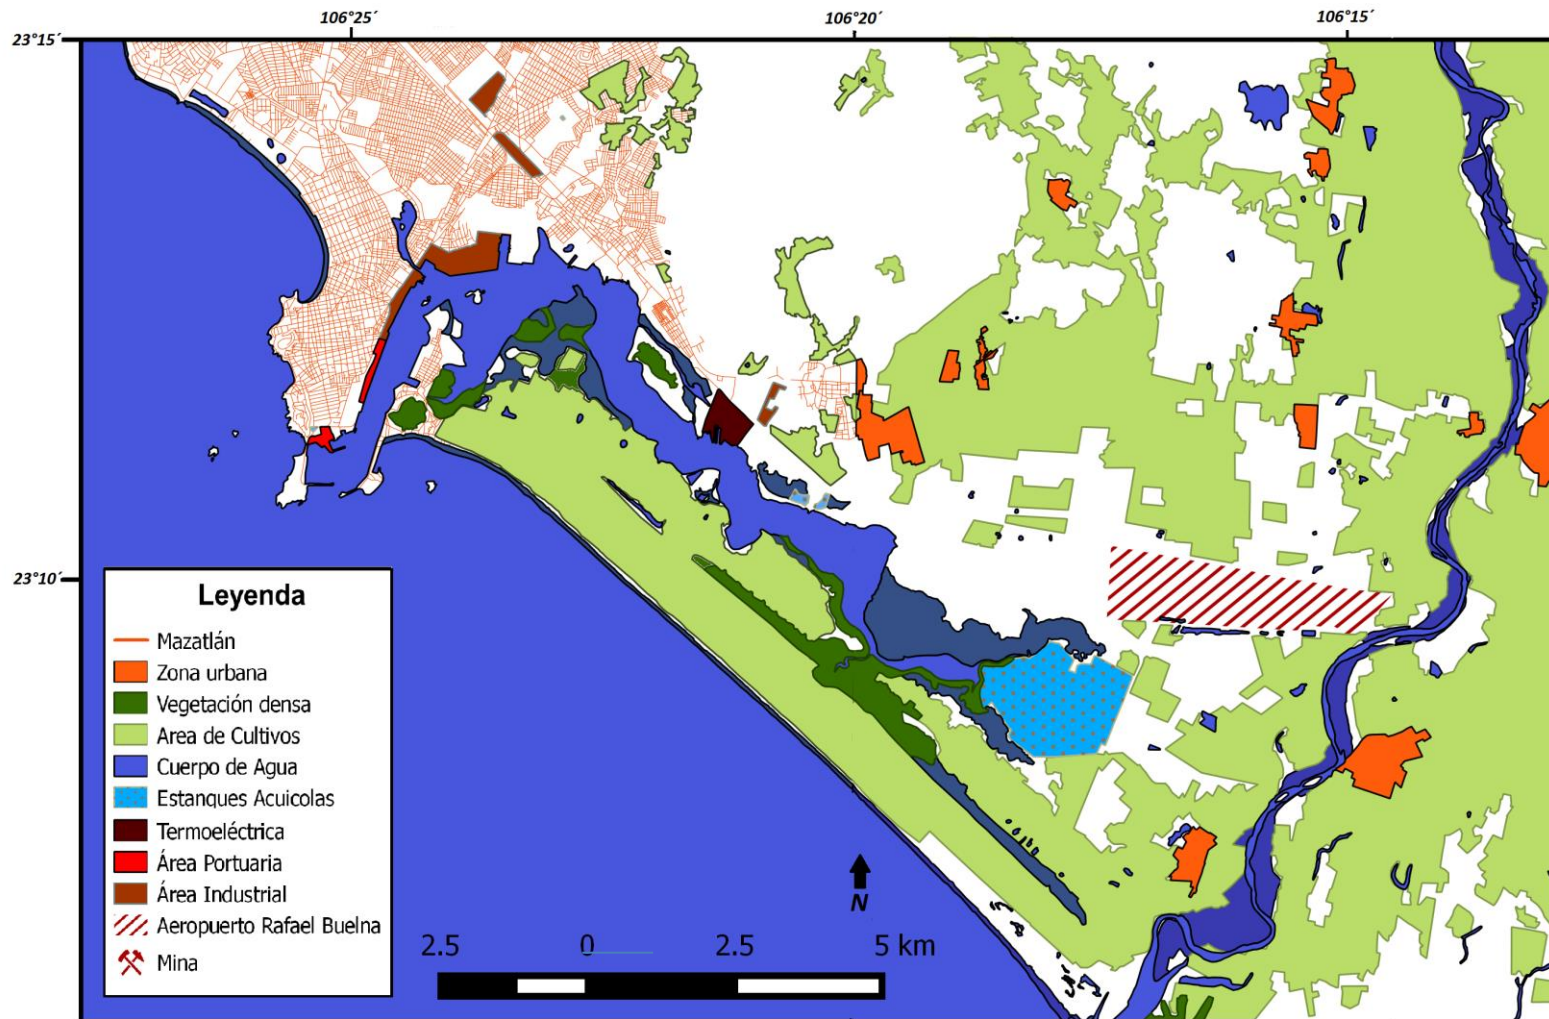 106°25´
106°20´
106°15´
23°15´
23°10´
Leyenda
Mazatlán
Zona urbana
Vegetación densa
Area de Cultivos
Cuerpo de Agua
Estanques Acuicolas
Termoeléctrica
Área Portuaria
Área Industrial
Aeropuerto Rafael Buelna
Mina
N
2.5 0 2.5 5 km